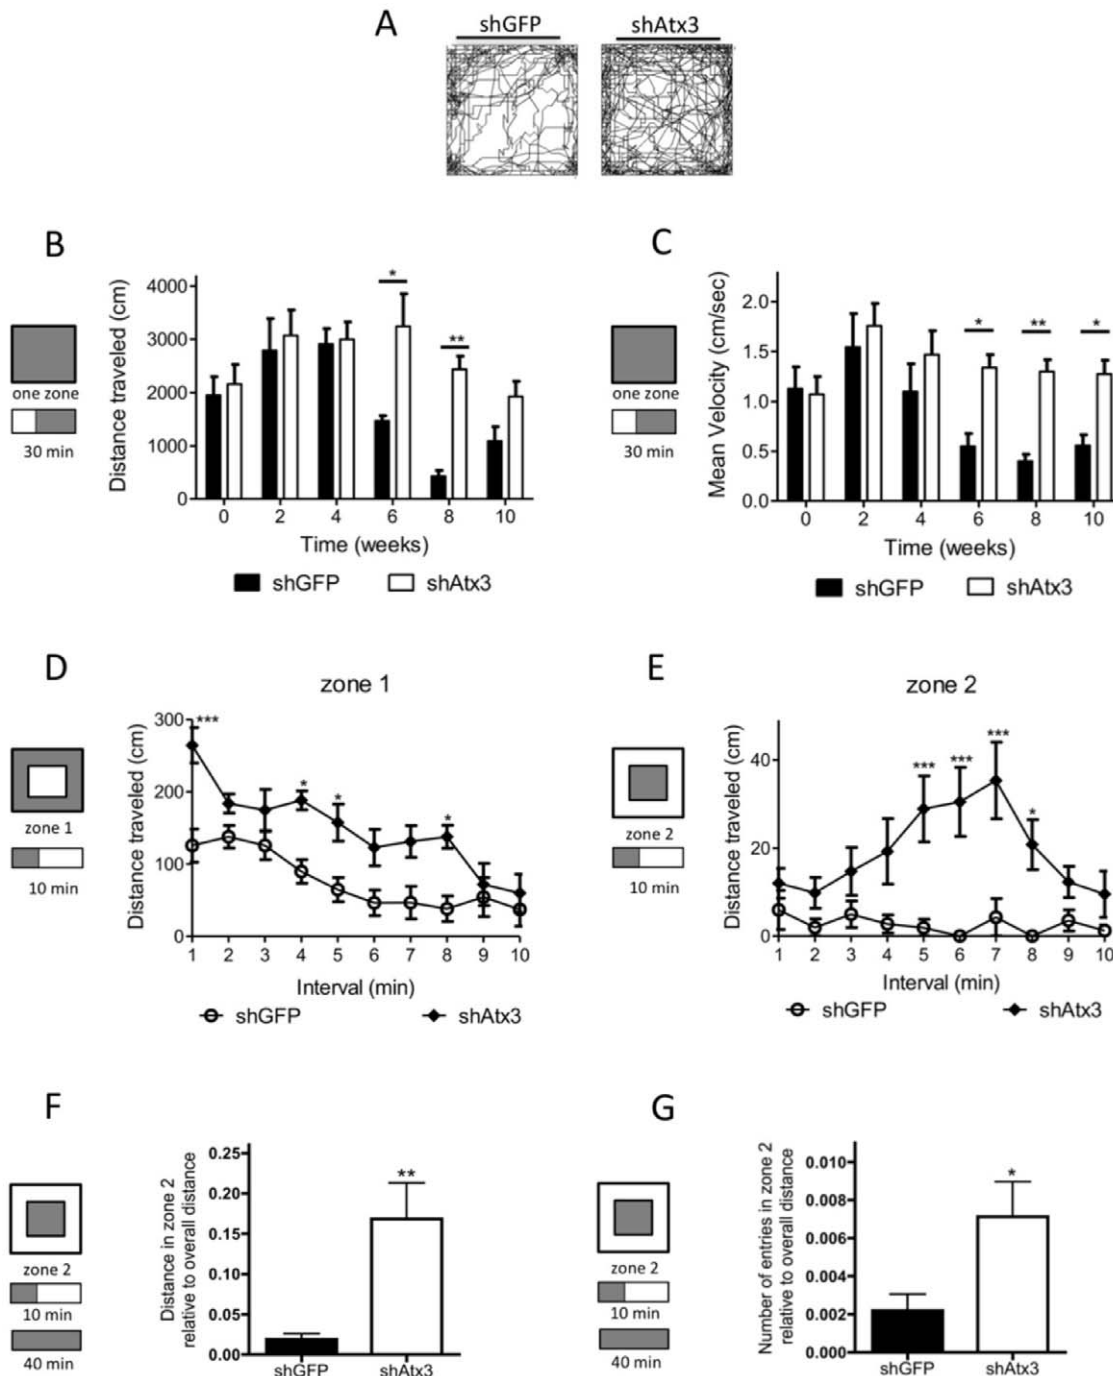 A
shGFP
shAtx3
B
Distance traveled (cm)
4000
3000
2000
1000
0
*
**
0 2 4 6 8 10
Time (weeks)
shGFP shAtx3
one zone
30 min
C
Mean Velocity (cm/sec)
2.0
1.5
1.0
0.5
0.0
* ** *
0 2 4 6 8 10
Time (weeks)
shGFP shAtx3
one zone
30 min
D
zone 1
Distance traveled (cm)
300
200
100
0
***
*
*
*
1 2 3 4 5 6 7 8 9 10
Interval (min)
shGFP shAtx3
zone 1
10 min
E
zone 2
Distance traveled (cm)
40
20
0
***
***
***
*
1 2 3 4 5 6 7 8 9 10
Interval (min)
shGFP shAtx3
zone 2
10 min
F
Distance in zone 2
relative to overall distance
0.25
0.20
0.15
0.10
0.05
0.00
**
shGFP shAtx3
zone 2
10 min
40 min
G
Number of entries in zone 2
relative to overall distance
0.010
0.008
0.006
0.004
0.002
0.000
*
shGFP shAtx3
zone 2
10 min
40 min